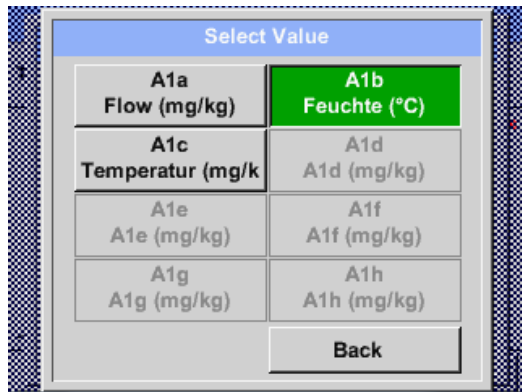 Select Value
A1a
Flow (mg/kg)
A1b
Feuchte (°C)
A1c
Temperatur (mg/k
A1d
A1d (mg/kg)
A1e
A1e (mg/kg)
A1f
A1f (mg/kg)
A1g
A1g (mg/kg)
A1h
A1h (mg/kg)
Back